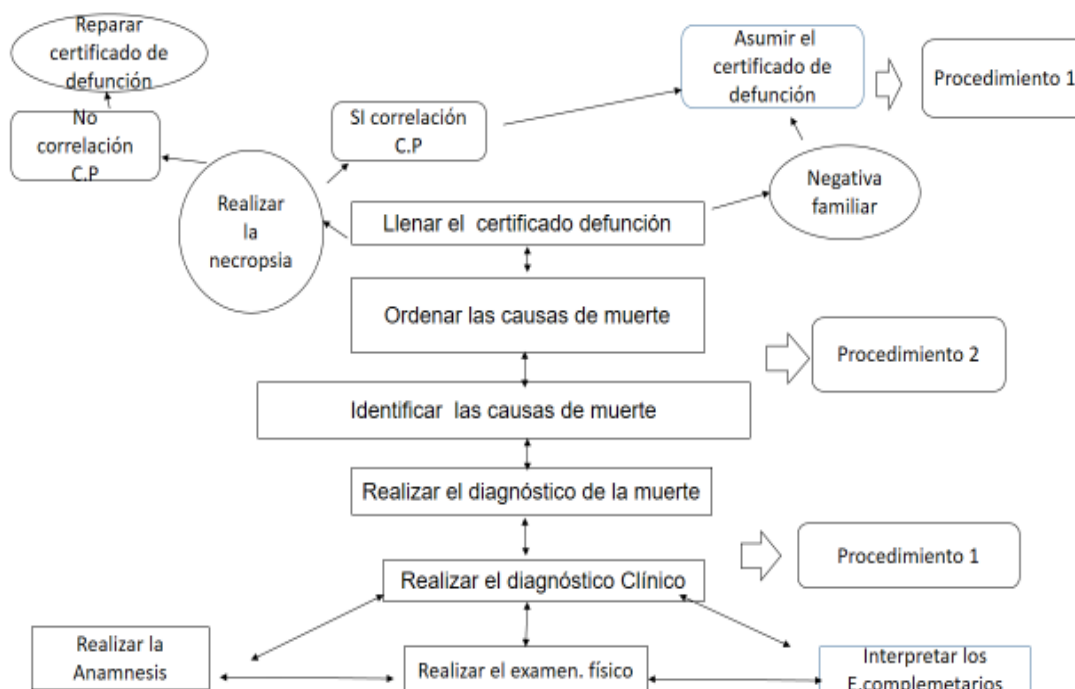 Reparar
certificado de
defunción
Asumir el
certificado de
defunción
Procedimiento 1
No
correlación
C.P
SI correlación
C.P
Realizar
la
necropsia
Negativa
familiar
Llenar el certificado defunción
Ordenar las causas de muerte
Procedimiento 2
Identificar las causas de muerte
Realizar el diagnóstico de la muerte
Procedimiento 1
Realizar el diagnóstico Clínico
Realizar la
Anamnesis
Realizar el examen. físico
Interpretar los
E.complemetarios